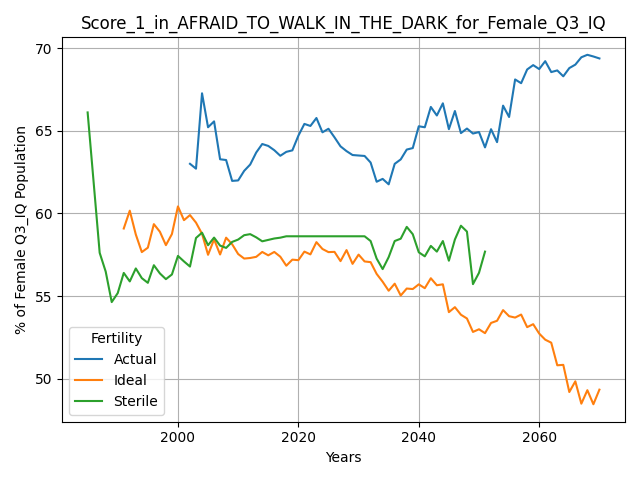 Score_1_in_AFRAID_TO_WALK_IN_THE_DARK_for_Female_Q3_IQ
70
65
60
55
50
% of Female Q3_IQ Population
Fertility
Actual
Ideal
Sterile
2000
2020
2040
2060
Years